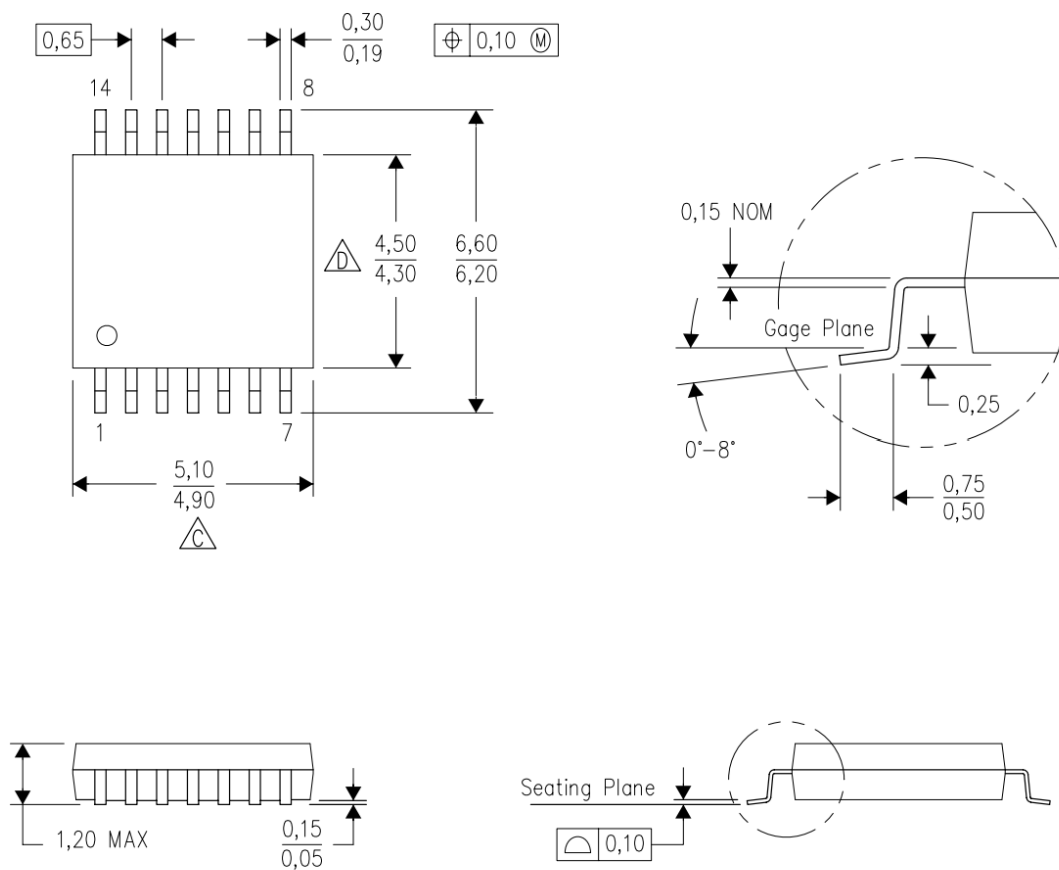 0,65
0,30
0,19
⌖ 0,10 Ⓜ
14
8
0,15 NOM
D
4,50
4,30
6,60
6,20
Gage Plane
0,25
0°–8°
1
7
5,10
4,90
C
0,75
0,50
Seating Plane
1,20 MAX
0,15
0,05
⌓ 0,10